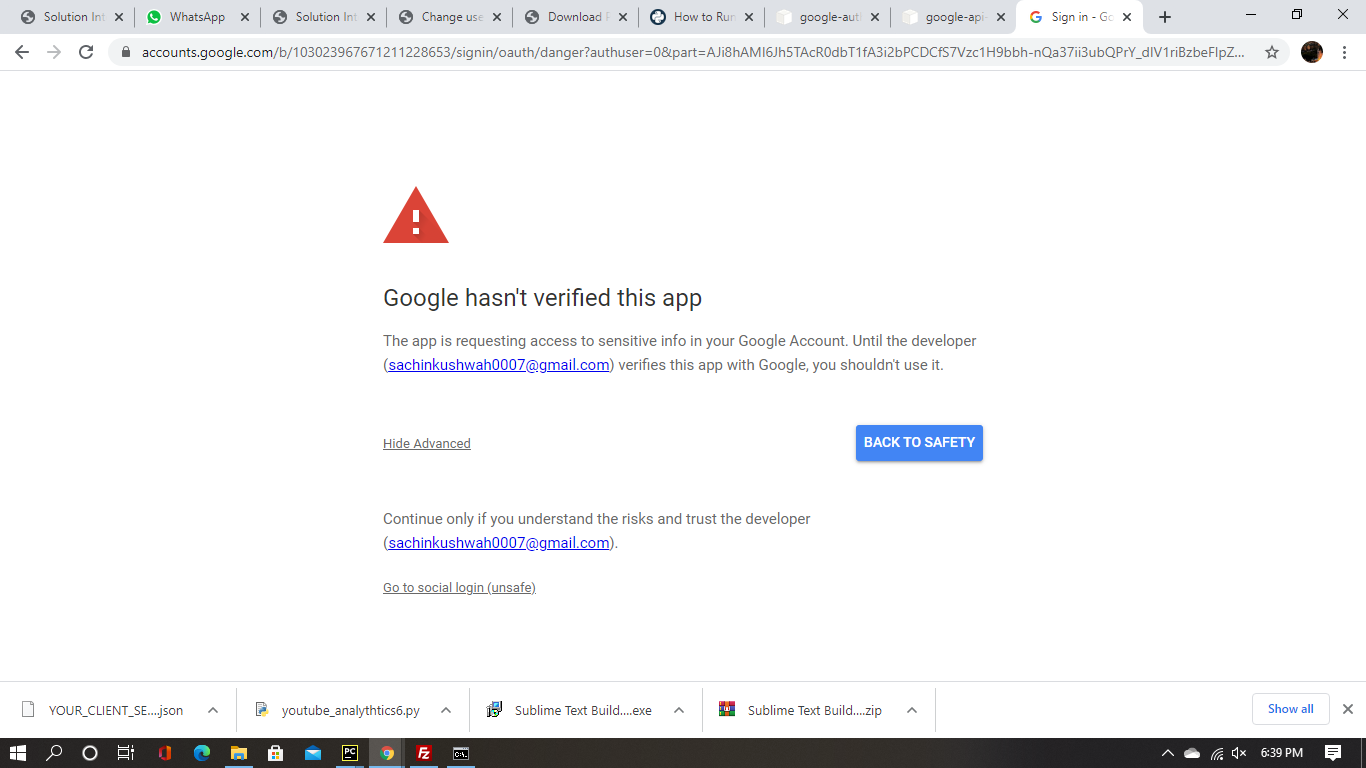 Solution Int
WhatsApp
Solution Int
Change use
Download P
How to Run
google-auth
google-api-
Sign in - Go
accounts.google.com/b/103023967671211228653/signin/oauth/danger?authuser=0&part=AJi8hAMI6Jh5TAcR0dbT1fA3i2bPCDCfS7Vzc1H9bbh-nQa37ii3ubQPrY_dIV1riBzbeFIpZ...
Google hasn't verified this app
The app is requesting access to sensitive info in your Google Account. Until the developer
(sachinkushwah0007@gmail.com) verifies this app with Google, you shouldn't use it.
Hide Advanced
BACK TO SAFETY
Continue only if you understand the risks and trust the developer
(sachinkushwah0007@gmail.com).
Go to social login (unsafe)
YOUR_CLIENT_SE....json
youtube_analythtics6.py
Sublime Text Build....exe
Sublime Text Build....zip
Show all
PC
Fz
6:39 PM